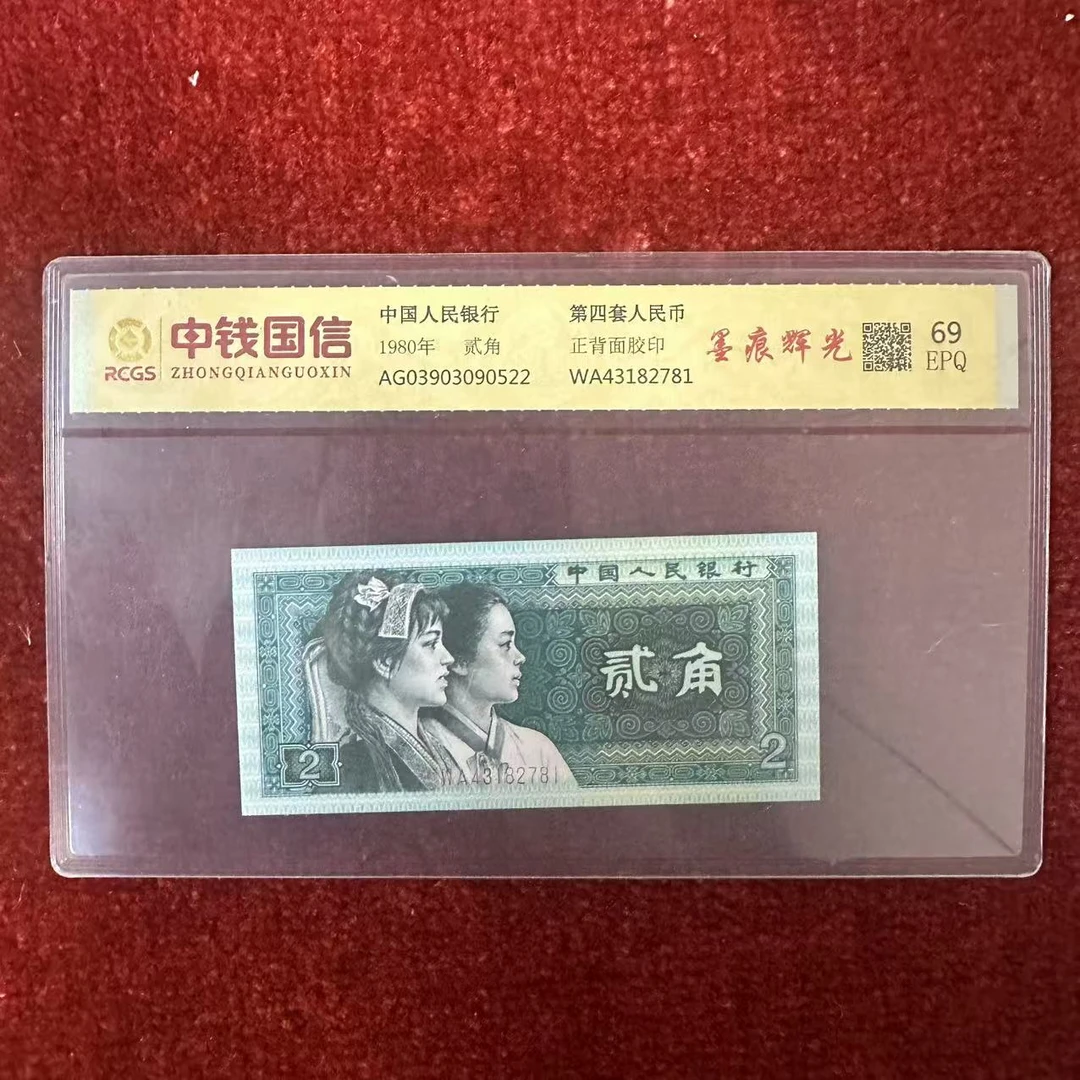 中钱国信
RCGS ZHONGQIANGUOXIN
中国人民银行
1980年 贰角
AG03903090522
第四套人民币
正背面胶印
WA43182781
墨痕辉光
69
EPQ
中国人民银行
贰角
2
2
WA43182781